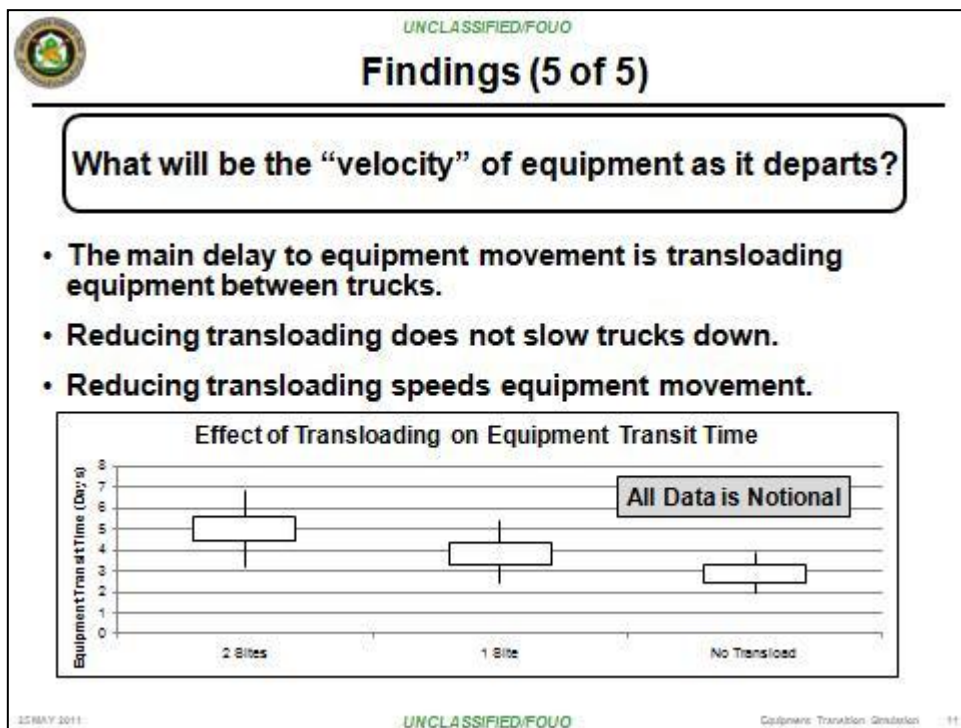 UNCLASSIFIED/FOUO
Findings (5 of 5)
What will be the “velocity” of equipment as it departs?
• The main delay to equipment movement is transloading
equipment between trucks.
• Reducing transloading does not slow trucks down.
• Reducing transloading speeds equipment movement.
Effect of Transloading on Equipment Transit Time
All Data is Notional
Equipment Transit Time (Days)
8
7
6
5
4
3
2
1
0
2 Sites
1 Site
No Transload
25 MAY 2011
UNCLASSIFIED/FOUO
Equipment Transition Simulation
11